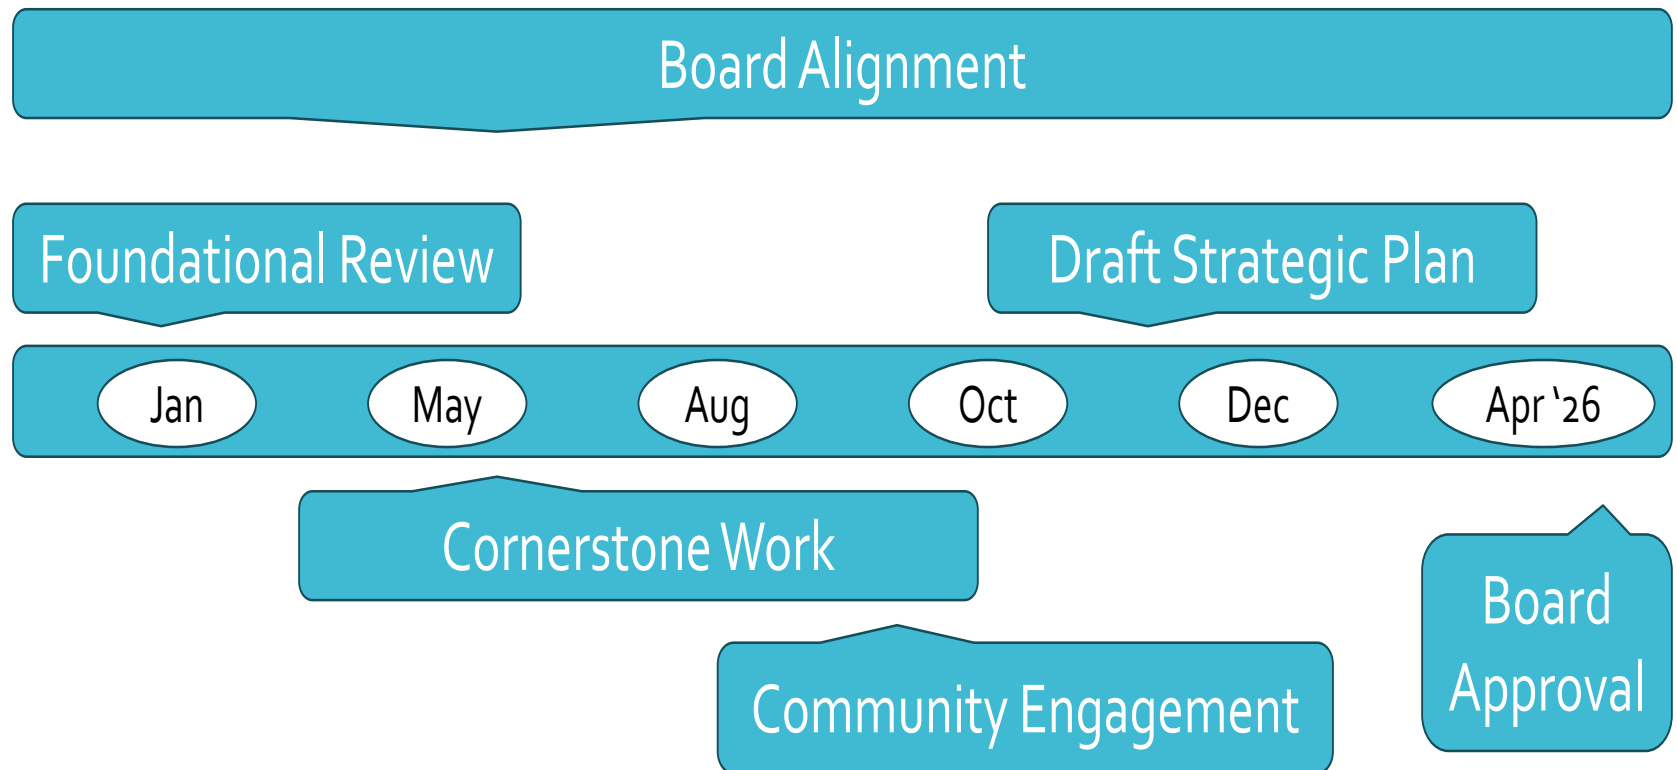 Board Alignment
Foundational Review
Draft Strategic Plan
Jan
May
Aug
Oct
Dec
Apr ‘26
Cornerstone Work
Board
Approval
Community Engagement